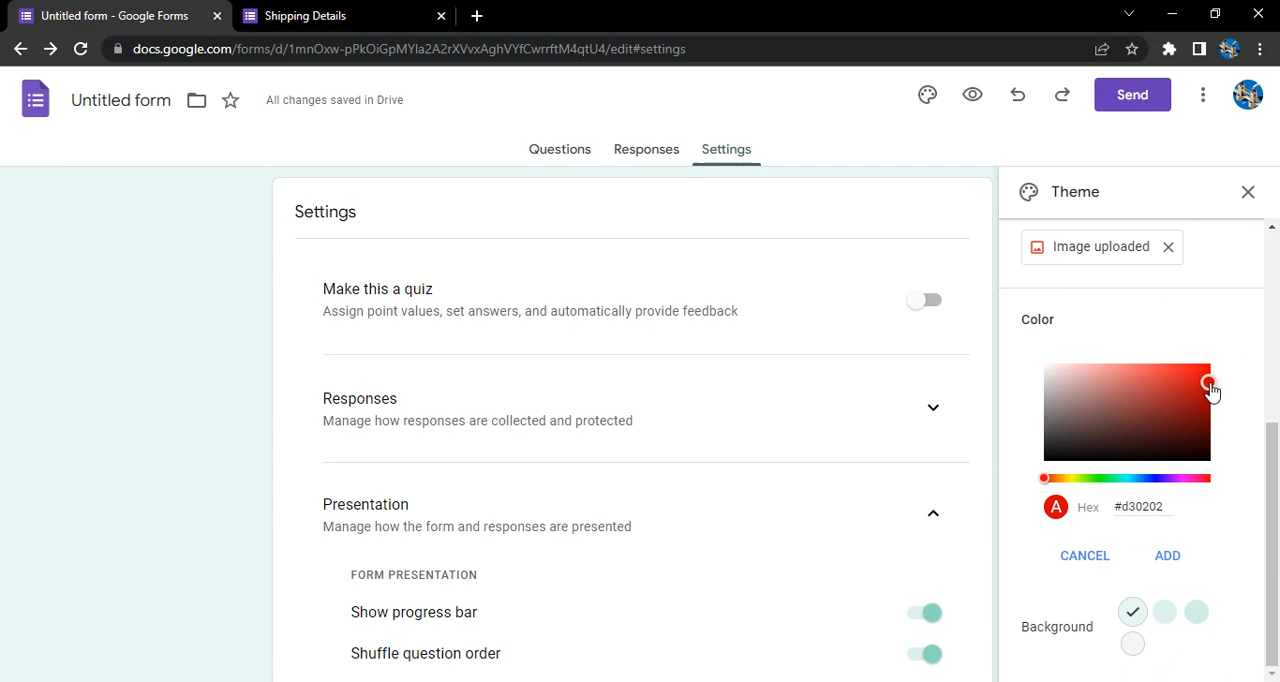 Untitled form - Google Forms
Shipping Details
docs.google.com/forms/d/1mnOxw-pPkOiGpMYla2A2rXVvxAghVYfCwrrftM4qtU4/edit#settings
Untitled form
All changes saved in Drive
Send
Questions
Responses
Settings
Theme
Image uploaded
Color
Hex
#d30202
A
CANCEL
ADD
Background
Settings
Make this a quiz
Assign point values, set answers, and automatically provide feedback
Responses
Manage how responses are collected and protected
Presentation
Manage how the form and responses are presented
FORM PRESENTATION
Show progress bar
Shuffle question order